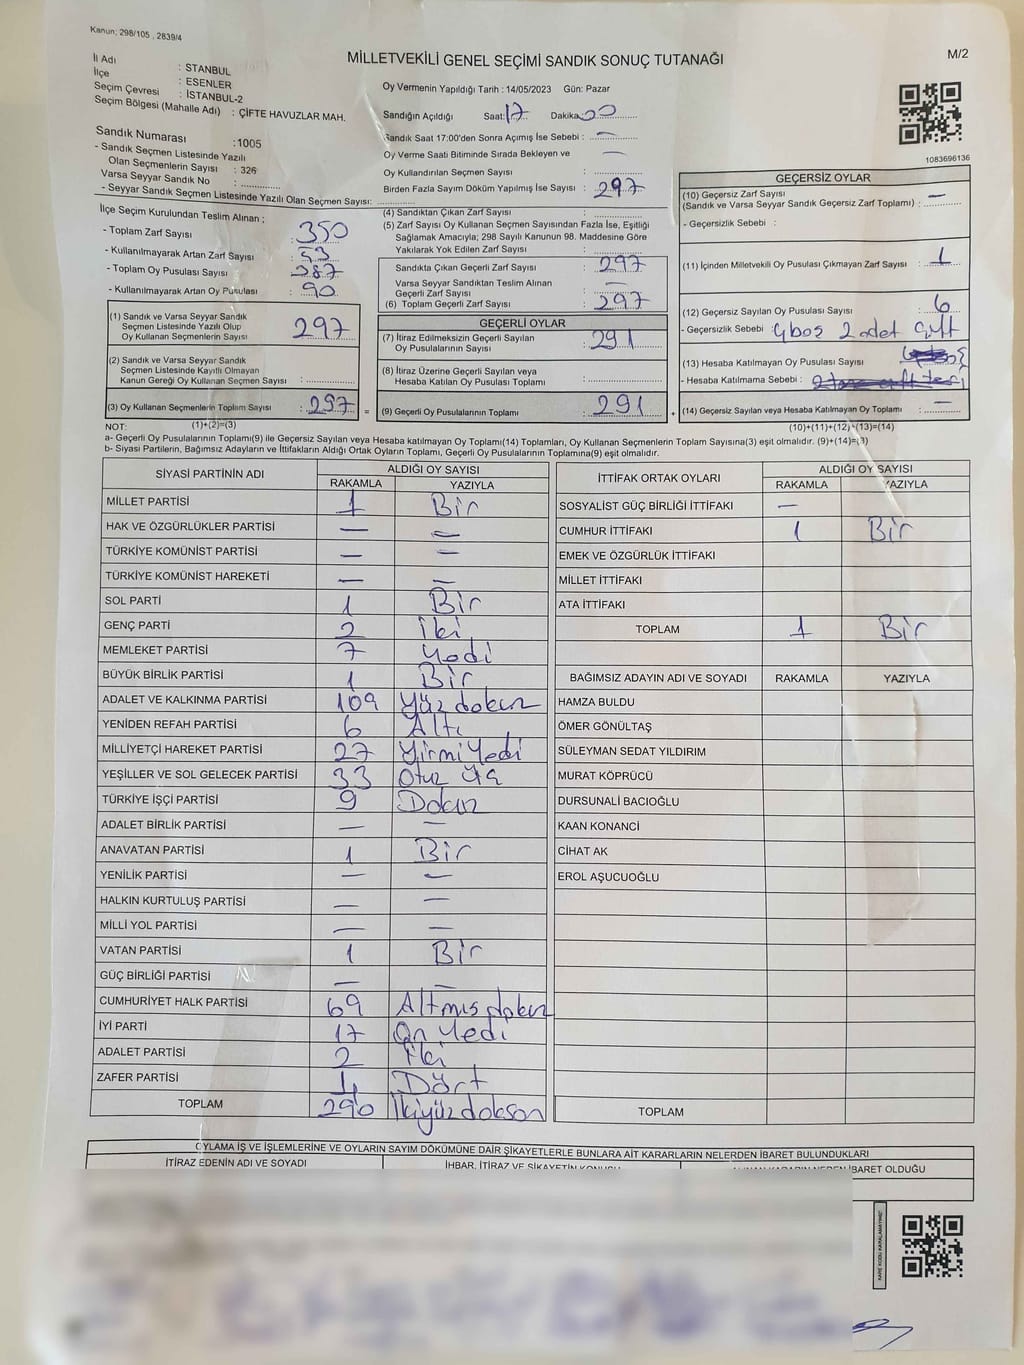 Kanun; 298/105 , 2839/4
MİLLETVEKİLİ GENEL SEÇİMİ SANDIK SONUÇ TUTANAĞI
M/2
İl Adı : STANBUL
İlçe : ESENLER
Seçim Çevresi : İSTANBUL-2
Seçim Bölgesi (Mahalle Adı) : ÇİFTE HAVUZLAR MAH.
Sandık Numarası :1005
- Sandık Seçmen Listesinde Yazılı
Olan Seçmenlerin Sayısı : 326
Varsa Seyyar Sandık No :
- Seyyar Sandık Seçmen Listesinde Yazılı Olan Seçmen Sayısı:
Oy Vermenin Yapıldığı Tarih : 14/05/2023 Gün: Pazar
Sandığın Açıldığı Saat: 17 Dakika 00
Sandık Saat 17:00'den Sonra Açımış İse Sebebi : —
Oy Verme Saati Bitiminde Sırada Bekleyen ve —
Oy Kullandırılan Seçmen Sayısı :
Birden Fazla Sayım Döküm Yapılmış İse Sayısı : 297
1083696136
İlçe Seçim Kurulundan Teslim Alınan ;
- Toplam Zarf Sayısı : 350
- Kullanılmayarak Artan Zarf Sayısı : 53
- Toplam Oy Pusulası Sayısı : 387
- Kullanılmayarak Artan Oy Pusulası : 90
(1) Sandık ve Varsa Seyyar Sandık
Seçmen Listesinde Yazılı Olup
Oy Kullanan Seçmenlerin Sayısı : 297
(2) Sandık ve Varsa Seyyar Sandık
Seçmen Listesinde Kayıtlı Olmayan
Kanun Gereği Oy Kullanan Seçmen Sayısı :
(3) Oy Kullanan Seçmenlerin Toplam Sayısı : 297 =
(1)+(2)=(3)
(4) Sandıktan Çıkan Zarf Sayısı :
(5) Zarf Sayısı Oy Kullanan Seçmen Sayısından Fazla İse, Eşitliği
Sağlamak Amacıyla; 298 Sayılı Kanunun 98. Maddesine Göre
Yakılarak Yok Edilen Zarf Sayısı :
Sandıkta Çıkan Geçerli Zarf Sayısı : 297
Varsa Seyyar Sandıktan Teslim Alınan
Geçerli Zarf Sayısı : —
(6) Toplam Geçerli Zarf Sayısı : 297
GEÇERLİ OYLAR
(7) İtiraz Edilmeksizin Geçerli Sayılan
Oy Pusulalarının Sayısı : 291
(8) İtiraz Üzerine Geçerli Sayılan veya
Hesaba Katılan Oy Pusulası Toplamı :
(9) Geçerli Oy Pusulalarının Toplamı : 291 +
GEÇERSİZ OYLAR
(10) Geçersiz Zarf Sayısı —
(Sandık ve Varsa Seyyar Sandık Geçersiz Zarf Toplamı) :
- Geçersizlik Sebebi :
(11) İçinden Milletvekili Oy Pusulası Çıkmayan Zarf Sayısı : 1
(12) Geçersiz Sayılan Oy Pusulası Sayısı : 6
- Geçersizlik Sebebi 4 boş 2 adet çift
(13) Hesaba Katılmayan Oy Pusulası Sayısı
- Hesaba Katılmama Sebebi :
(14) Geçersiz Sayılan veya Hesaba Katılmayan Oy Toplamı : —
(10)+(11)+(12)+(13)=(14)
NOT:
a- Geçerli Oy Pusulalarının Toplamı(9) ile Geçersiz Sayılan veya Hesaba katılmayan Oy Toplamı(14) Toplamları, Oy Kullanan Seçmenlerin Toplam Sayısına(3) eşit olmalıdır. (9)+(14)=(3)
b- Siyasi Partilerin, Bağımsız Adayların ve İttifakların Aldığı Ortak Oyların Toplamı, Geçerli Oy Pusulalarının Toplamına(9) eşit olmalıdır.
SİYASİ PARTİNİN ADI
ALDIĞI OY SAYISI
RAKAMLA YAZIYLA
MİLLET PARTİSİ 1 Bir
HAK VE ÖZGÜRLÜKLER PARTİSİ — —
TÜRKİYE KOMÜNİST PARTİSİ — —
TÜRKİYE KOMÜNİST HAREKETİ — —
SOL PARTİ 1 Bir
GENÇ PARTİ 2 İki
MEMLEKET PARTİSİ 7 Yedi
BÜYÜK BİRLİK PARTİSİ 1 Bir
ADALET VE KALKINMA PARTİSİ 109 Yüz dokuz
YENİDEN REFAH PARTİSİ 6 Altı
MİLLİYETÇİ HAREKET PARTİSİ 27 Yirmi Yedi
YEŞİLLER VE SOL GELECEK PARTİSİ 33 Otuz üç
TÜRKİYE İŞÇİ PARTİSİ 9 Dokuz
ADALET BİRLİK PARTİSİ — —
ANAVATAN PARTİSİ 1 Bir
YENİLİK PARTİSİ — —
HALKIN KURTULUŞ PARTİSİ — —
MİLLİ YOL PARTİSİ — —
VATAN PARTİSİ 1 Bir
GÜÇ BİRLİĞİ PARTİSİ — —
CUMHURİYET HALK PARTİSİ 69 Altmış dokuz
İYİ PARTİ 17 On Yedi
ADALET PARTİSİ 2 İki
ZAFER PARTİSİ 4 Dört
TOPLAM 290 İkiyüz dokson
İTTİFAK ORTAK OYLARI
ALDIĞI OY SAYISI
RAKAMLA YAZIYLA
SOSYALİST GÜÇ BİRLİĞİ İTTİFAKI —
CUMHUR İTTİFAKI 1 Bir
EMEK VE ÖZGÜRLÜK İTTİFAKI
MİLLET İTTİFAKI
ATA İTTİFAKI
TOPLAM 1 Bir
BAĞIMSIZ ADAYIN ADI VE SOYADI RAKAMLA YAZIYLA
HAMZA BULDU
ÖMER GÖNÜLTAŞ
SÜLEYMAN SEDAT YILDIRIM
MURAT KÖPRÜCÜ
DURSUNALİ BACIOĞLU
KAAN KONANCİ
CİHAT AK
EROL AŞUCUOĞLU
TOPLAM
OYLAMA İŞ VE İŞLEMLERİNE VE OYLARIN SAYIM DÖKÜMÜNE DAİR ŞİKAYETLERLE BUNLARA AİT KARARLARIN NELERDEN İBARET BULUNDUKLARI
İTİRAZ EDENİN ADI VE SOYADI
İHBAR, İTİRAZ VE ŞİKAYETİN KONUSU
İBARET OLDUĞU
KARE KODU KARALAMAYINIZ!